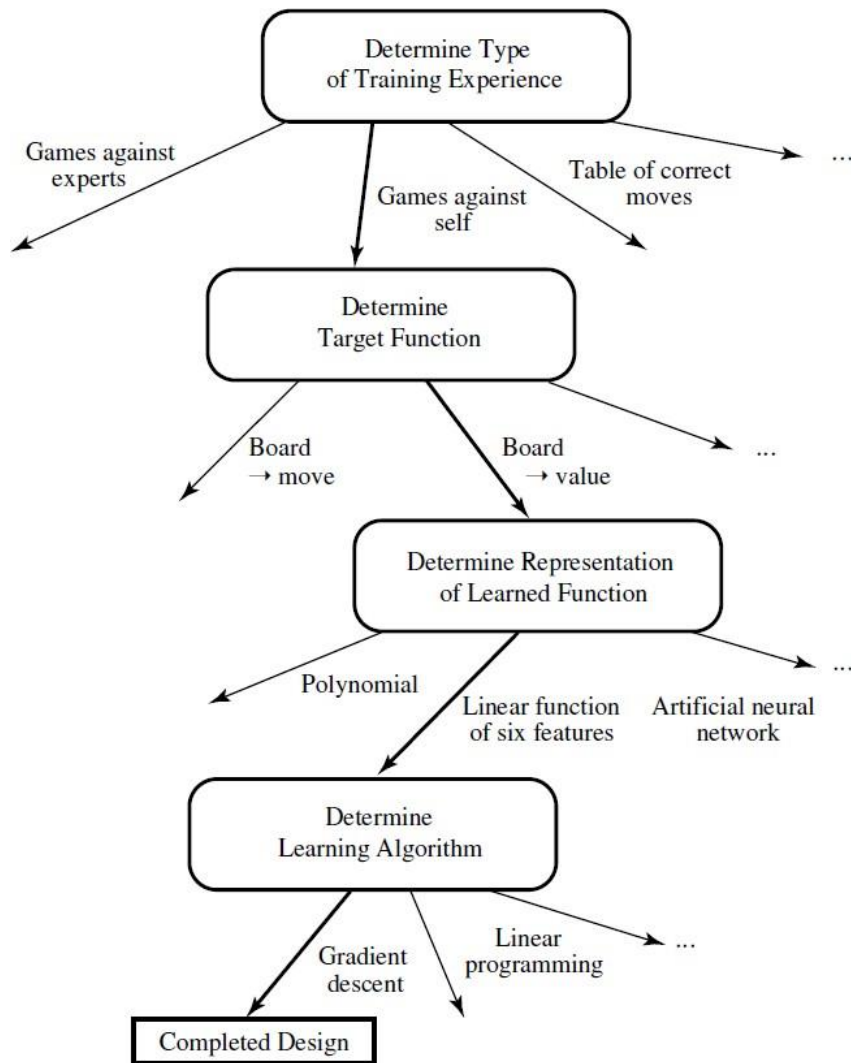 Determine Type
of Training Experience
Games against
experts
Games against
self
Table of correct
moves
...
Determine
Target Function
Board
→ move
Board
→ value
...
Determine Representation
of Learned Function
Polynomial
Linear function
of six features
Artificial neural
network
...
Determine
Learning Algorithm
Gradient
descent
Linear
programming
...
Completed Design